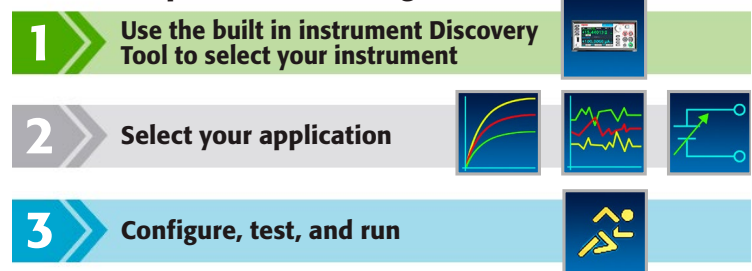 1
Use the built in instrument Discovery
Tool to select your instrument
2
Select your application
3
Configure, test, and run